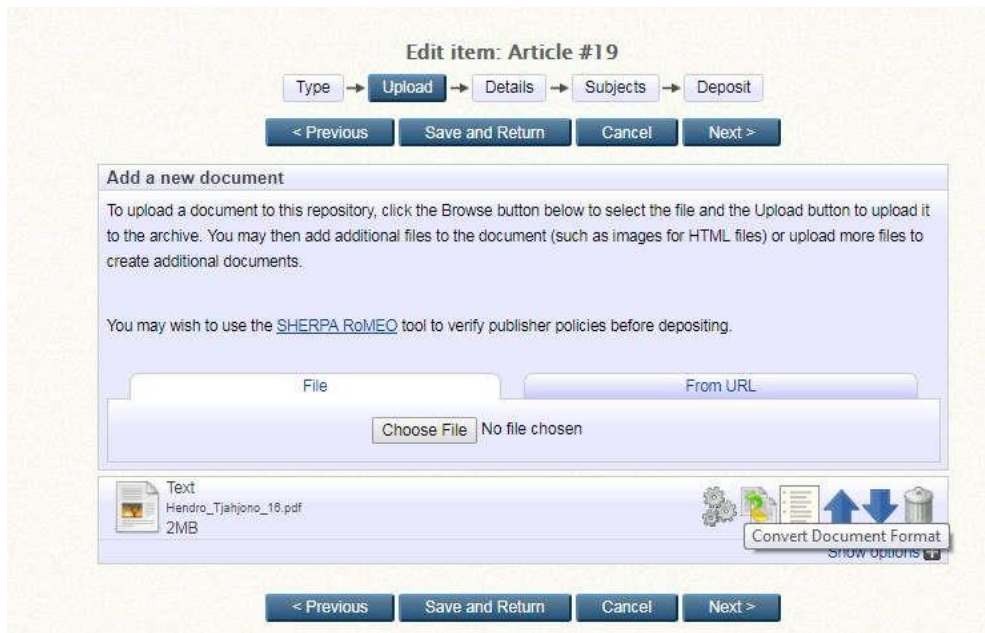 Edit item: Article #19
Type → Upload → Details → Subjects → Deposit
< Previous Save and Return Cancel Next >
Add a new document
To upload a document to this repository, click the Browse button below to select the file and the Upload button to upload it
to the archive. You may then add additional files to the document (such as images for HTML files) or upload more files to
create additional documents.
You may wish to use the SHERPA RoMEO tool to verify publisher policies before depositing.
File From URL
Choose File No file chosen
Text
Hendro_Tjahjono_16.pdf
2MB
Convert Document Format
Show options
< Previous Save and Return Cancel Next >